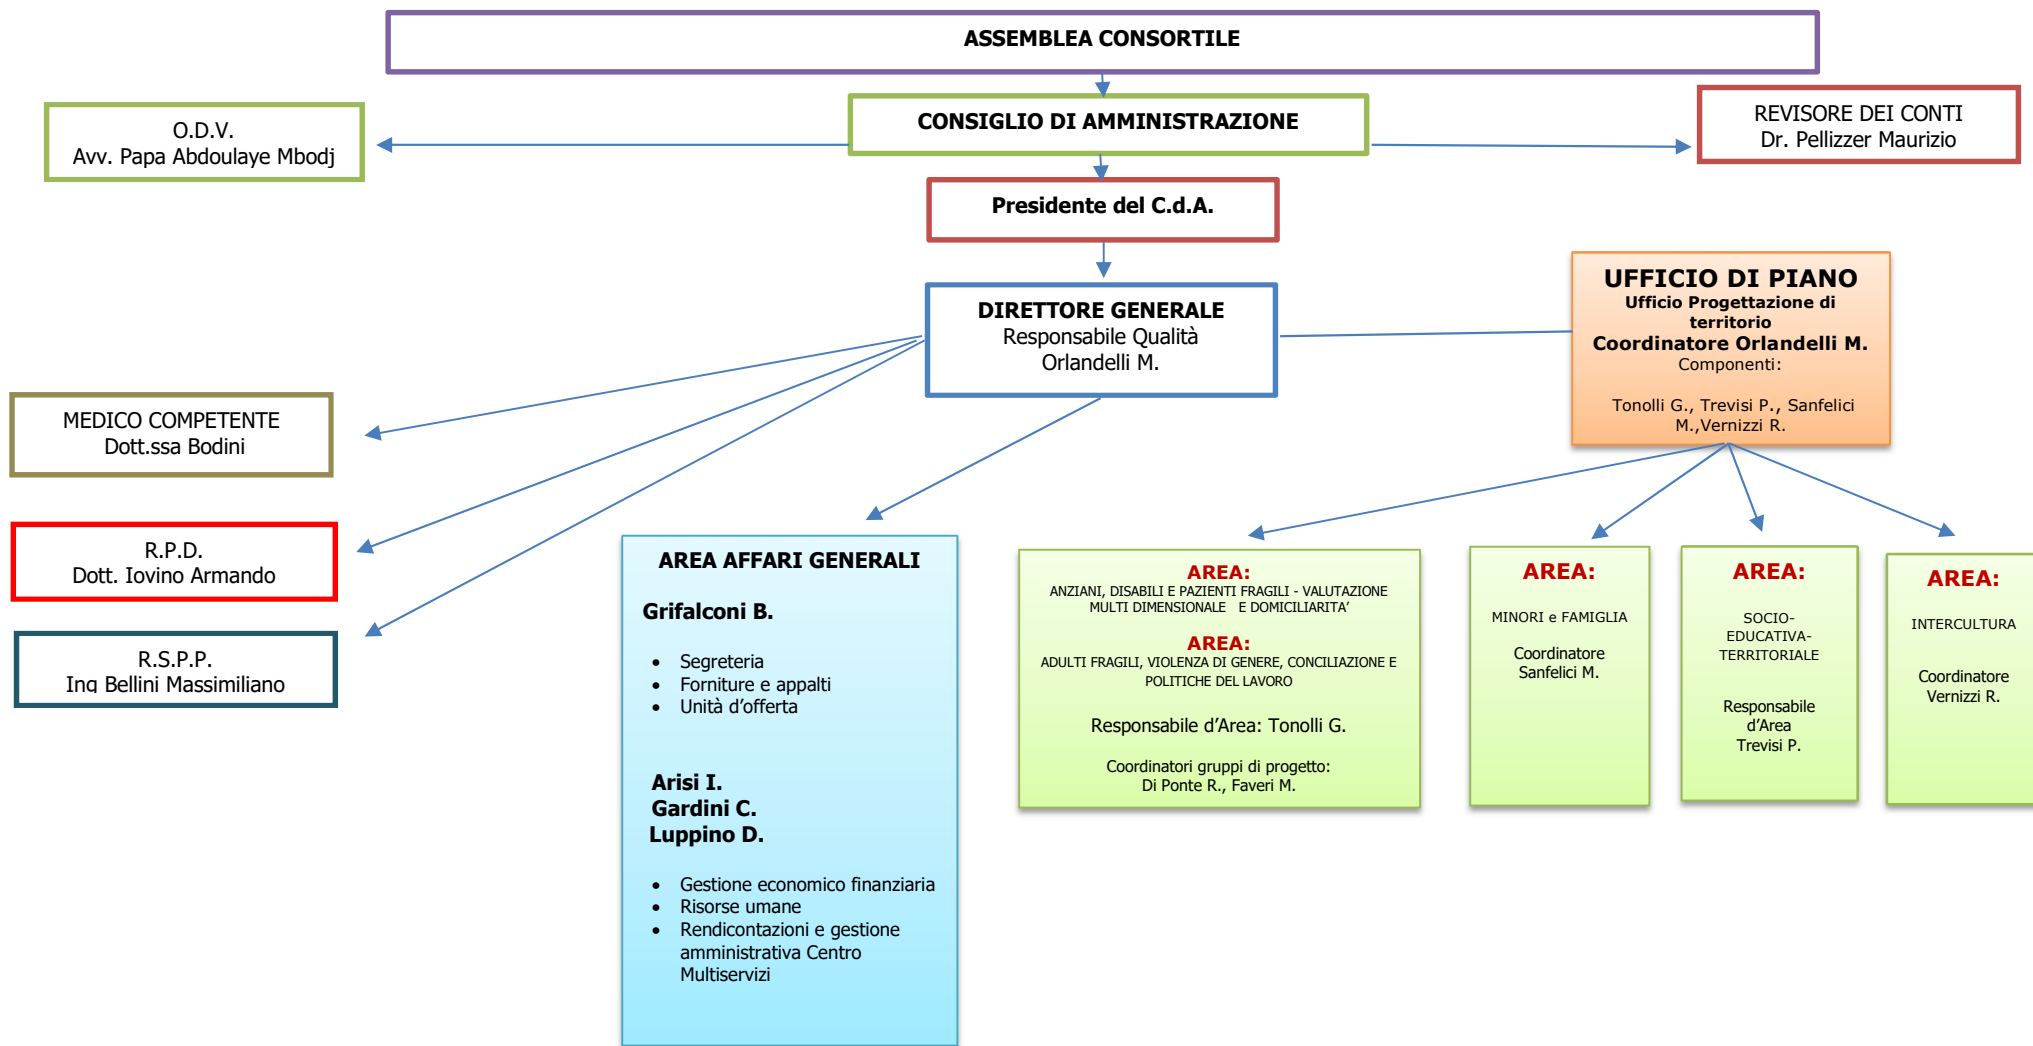 ASSEMBLEA CONSORTILE
O.D.V.
Avv. Papa Abdoulaye Mbodj
CONSIGLIO DI AMMINISTRAZIONE
REVISORE DEI CONTI
Dr. Pellizzer Maurizio
Presidente del C.d.A.
DIRETTORE GENERALE
Responsabile Qualità
Orlandelli M.
UFFICIO DI PIANO
Ufficio Progettazione di
territorio
Coordinatore Orlandelli M.
Componenti:
Tonolli G., Trevisi P., Sanfelici
M.,Vernizzi R.
MEDICO COMPETENTE
Dott.ssa Bodini
R.P.D.
Dott. Iovino Armando
R.S.P.P.
Ing Bellini Massimiliano
AREA AFFARI GENERALI
Grifalconi B.
• Segreteria
• Forniture e appalti
• Unità d’offerta
Arisi I.
Gardini C.
Luppino D.
• Gestione economico finanziaria
• Risorse umane
• Rendicontazioni e gestione
amministrativa Centro
Multiservizi
AREA:
ANZIANI, DISABILI E PAZIENTI FRAGILI - VALUTAZIONE
MULTI DIMENSIONALE E DOMICILIARITA’
AREA:
ADULTI FRAGILI, VIOLENZA DI GENERE, CONCILIAZIONE E
POLITICHE DEL LAVORO
Responsabile d’Area: Tonolli G.
Coordinatori gruppi di progetto:
Di Ponte R., Faveri M.
AREA:
MINORI e FAMIGLIA
Coordinatore
Sanfelici M.
AREA:
SOCIO-
EDUCATIVA-
TERRITORIALE
Responsabile
d’Area
Trevisi P.
AREA:
INTERCULTURA
Coordinatore
Vernizzi R.